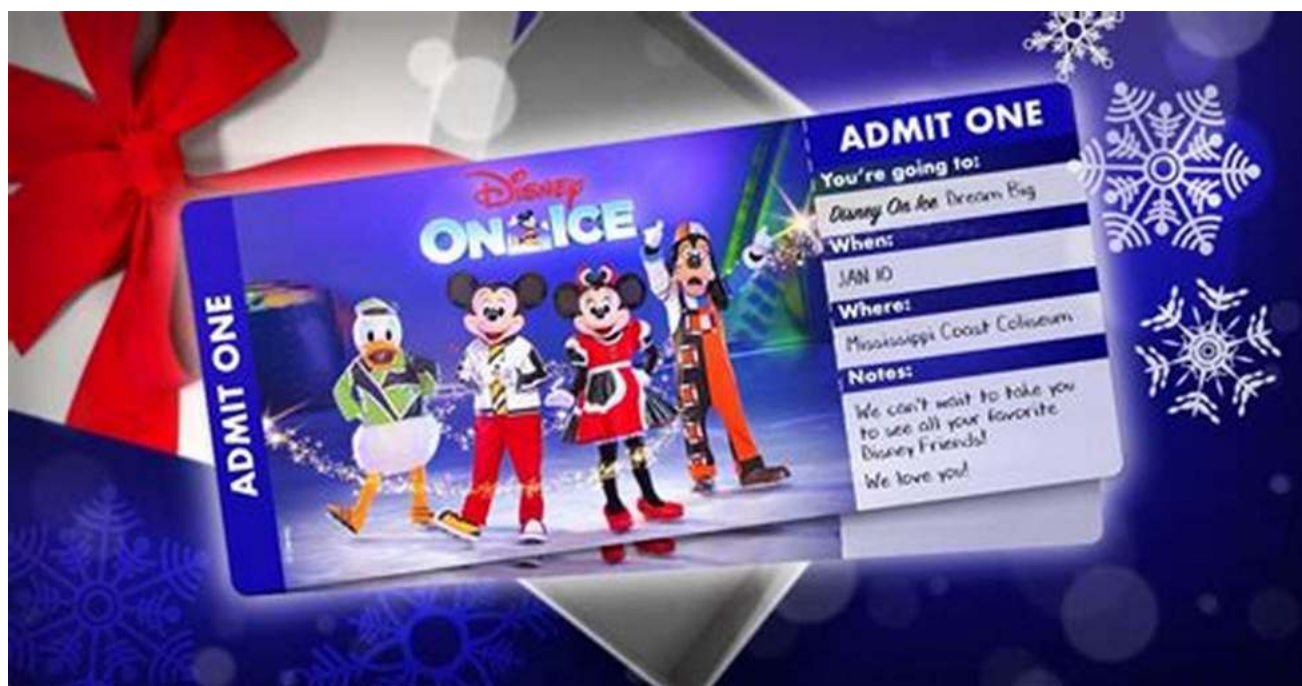 ADMIT ONE
Disney
ON ICE
ADMIT ONE
You're going to:
Disney On Ice Dream Big
When:
JAN 10
Where:
Mississippi Coast Coliseum
Notes:
We can't wait to take you
to see all your favorite
Disney Friends!
We love you!